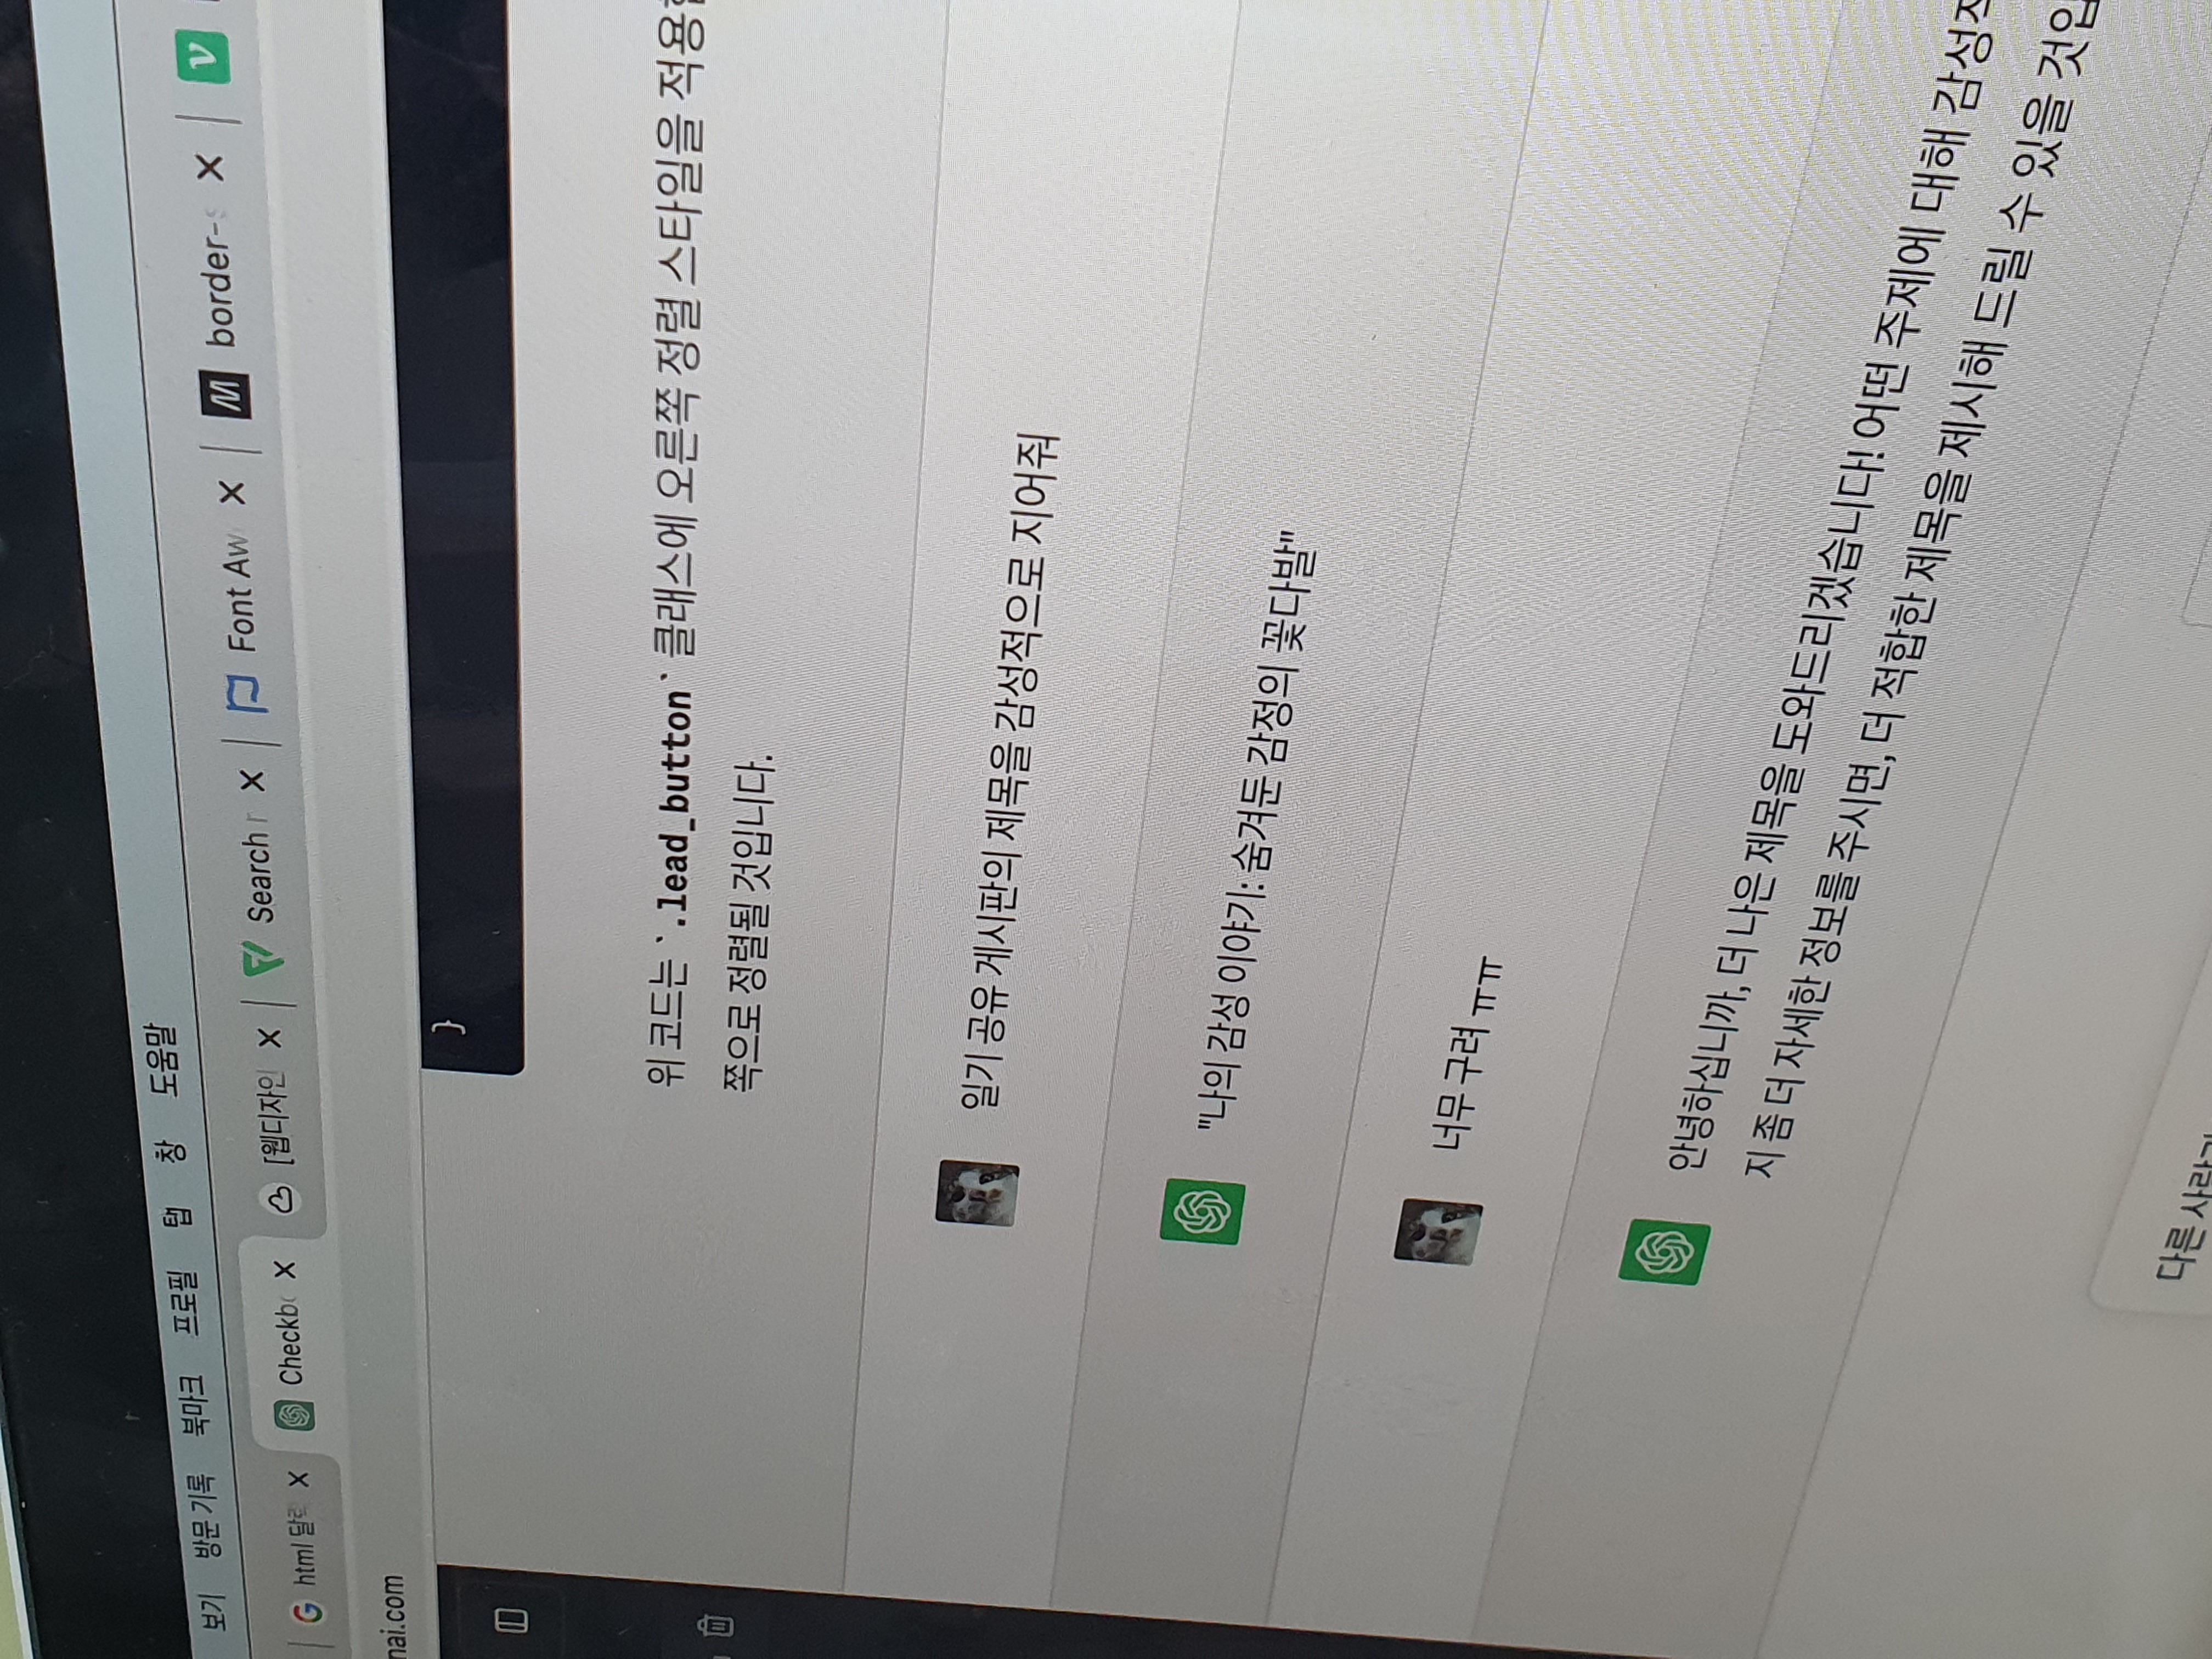 보기 방문 기록 북마크 프로필 탭 창 도움말
html 달력 Checkb [웹디자인 Search Font Aw border-
nai.com
}
위 코드는 `.lead_button` 클래스에 오른쪽 정렬 스타일을 적용
쪽으로 정렬될 것입니다.
일기 공유 게시판의 제목을 감성적으로 지어줘
"나의 감성 이야기: 숨겨둔 감정의 꽃다발"
너무 구려 ㅠㅠ
안녕하십니까, 더 나은 제목을 도와드리겠습니다! 어떤 주제에 대해 감성적
지 좀 더 자세한 정보를 주시면, 더 적합한 제목을 제시해 드릴 수 있을 것입
다른